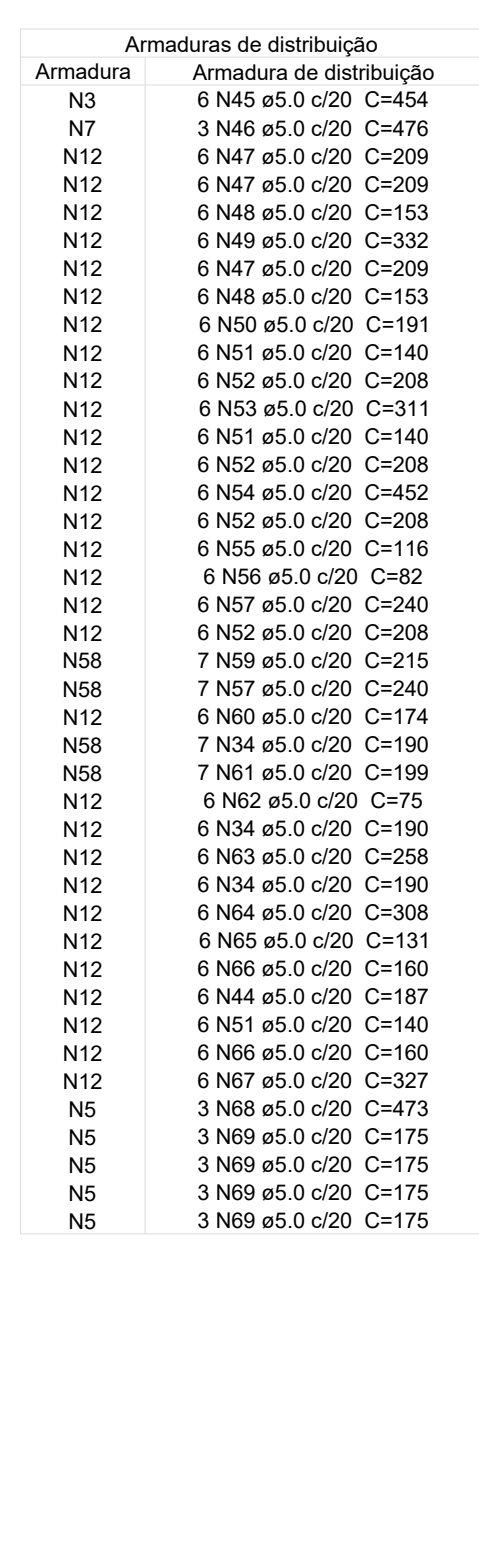 Armaduras de distribuição
Armadura Armadura de distribuição
N3 6 N45 ø5.0 c/20 C=454
N7 3 N46 ø5.0 c/20 C=476
N12 6 N47 ø5.0 c/20 C=209
N12 6 N47 ø5.0 c/20 C=209
N12 6 N48 ø5.0 c/20 C=153
N12 6 N49 ø5.0 c/20 C=332
N12 6 N47 ø5.0 c/20 C=209
N12 6 N48 ø5.0 c/20 C=153
N12 6 N50 ø5.0 c/20 C=191
N12 6 N51 ø5.0 c/20 C=140
N12 6 N52 ø5.0 c/20 C=208
N12 6 N53 ø5.0 c/20 C=311
N12 6 N51 ø5.0 c/20 C=140
N12 6 N52 ø5.0 c/20 C=208
N12 6 N54 ø5.0 c/20 C=452
N12 6 N52 ø5.0 c/20 C=208
N12 6 N55 ø5.0 c/20 C=116
N12 6 N56 ø5.0 c/20 C=82
N12 6 N57 ø5.0 c/20 C=240
N12 6 N52 ø5.0 c/20 C=208
N58 7 N59 ø5.0 c/20 C=215
N58 7 N57 ø5.0 c/20 C=240
N12 6 N60 ø5.0 c/20 C=174
N58 7 N34 ø5.0 c/20 C=190
N58 7 N61 ø5.0 c/20 C=199
N12 6 N62 ø5.0 c/20 C=75
N12 6 N34 ø5.0 c/20 C=190
N12 6 N63 ø5.0 c/20 C=258
N12 6 N34 ø5.0 c/20 C=190
N12 6 N64 ø5.0 c/20 C=308
N12 6 N65 ø5.0 c/20 C=131
N12 6 N66 ø5.0 c/20 C=160
N12 6 N44 ø5.0 c/20 C=187
N12 6 N51 ø5.0 c/20 C=140
N12 6 N66 ø5.0 c/20 C=160
N12 6 N67 ø5.0 c/20 C=327
N5 3 N68 ø5.0 c/20 C=473
N5 3 N69 ø5.0 c/20 C=175
N5 3 N69 ø5.0 c/20 C=175
N5 3 N69 ø5.0 c/20 C=175
N5 3 N69 ø5.0 c/20 C=175